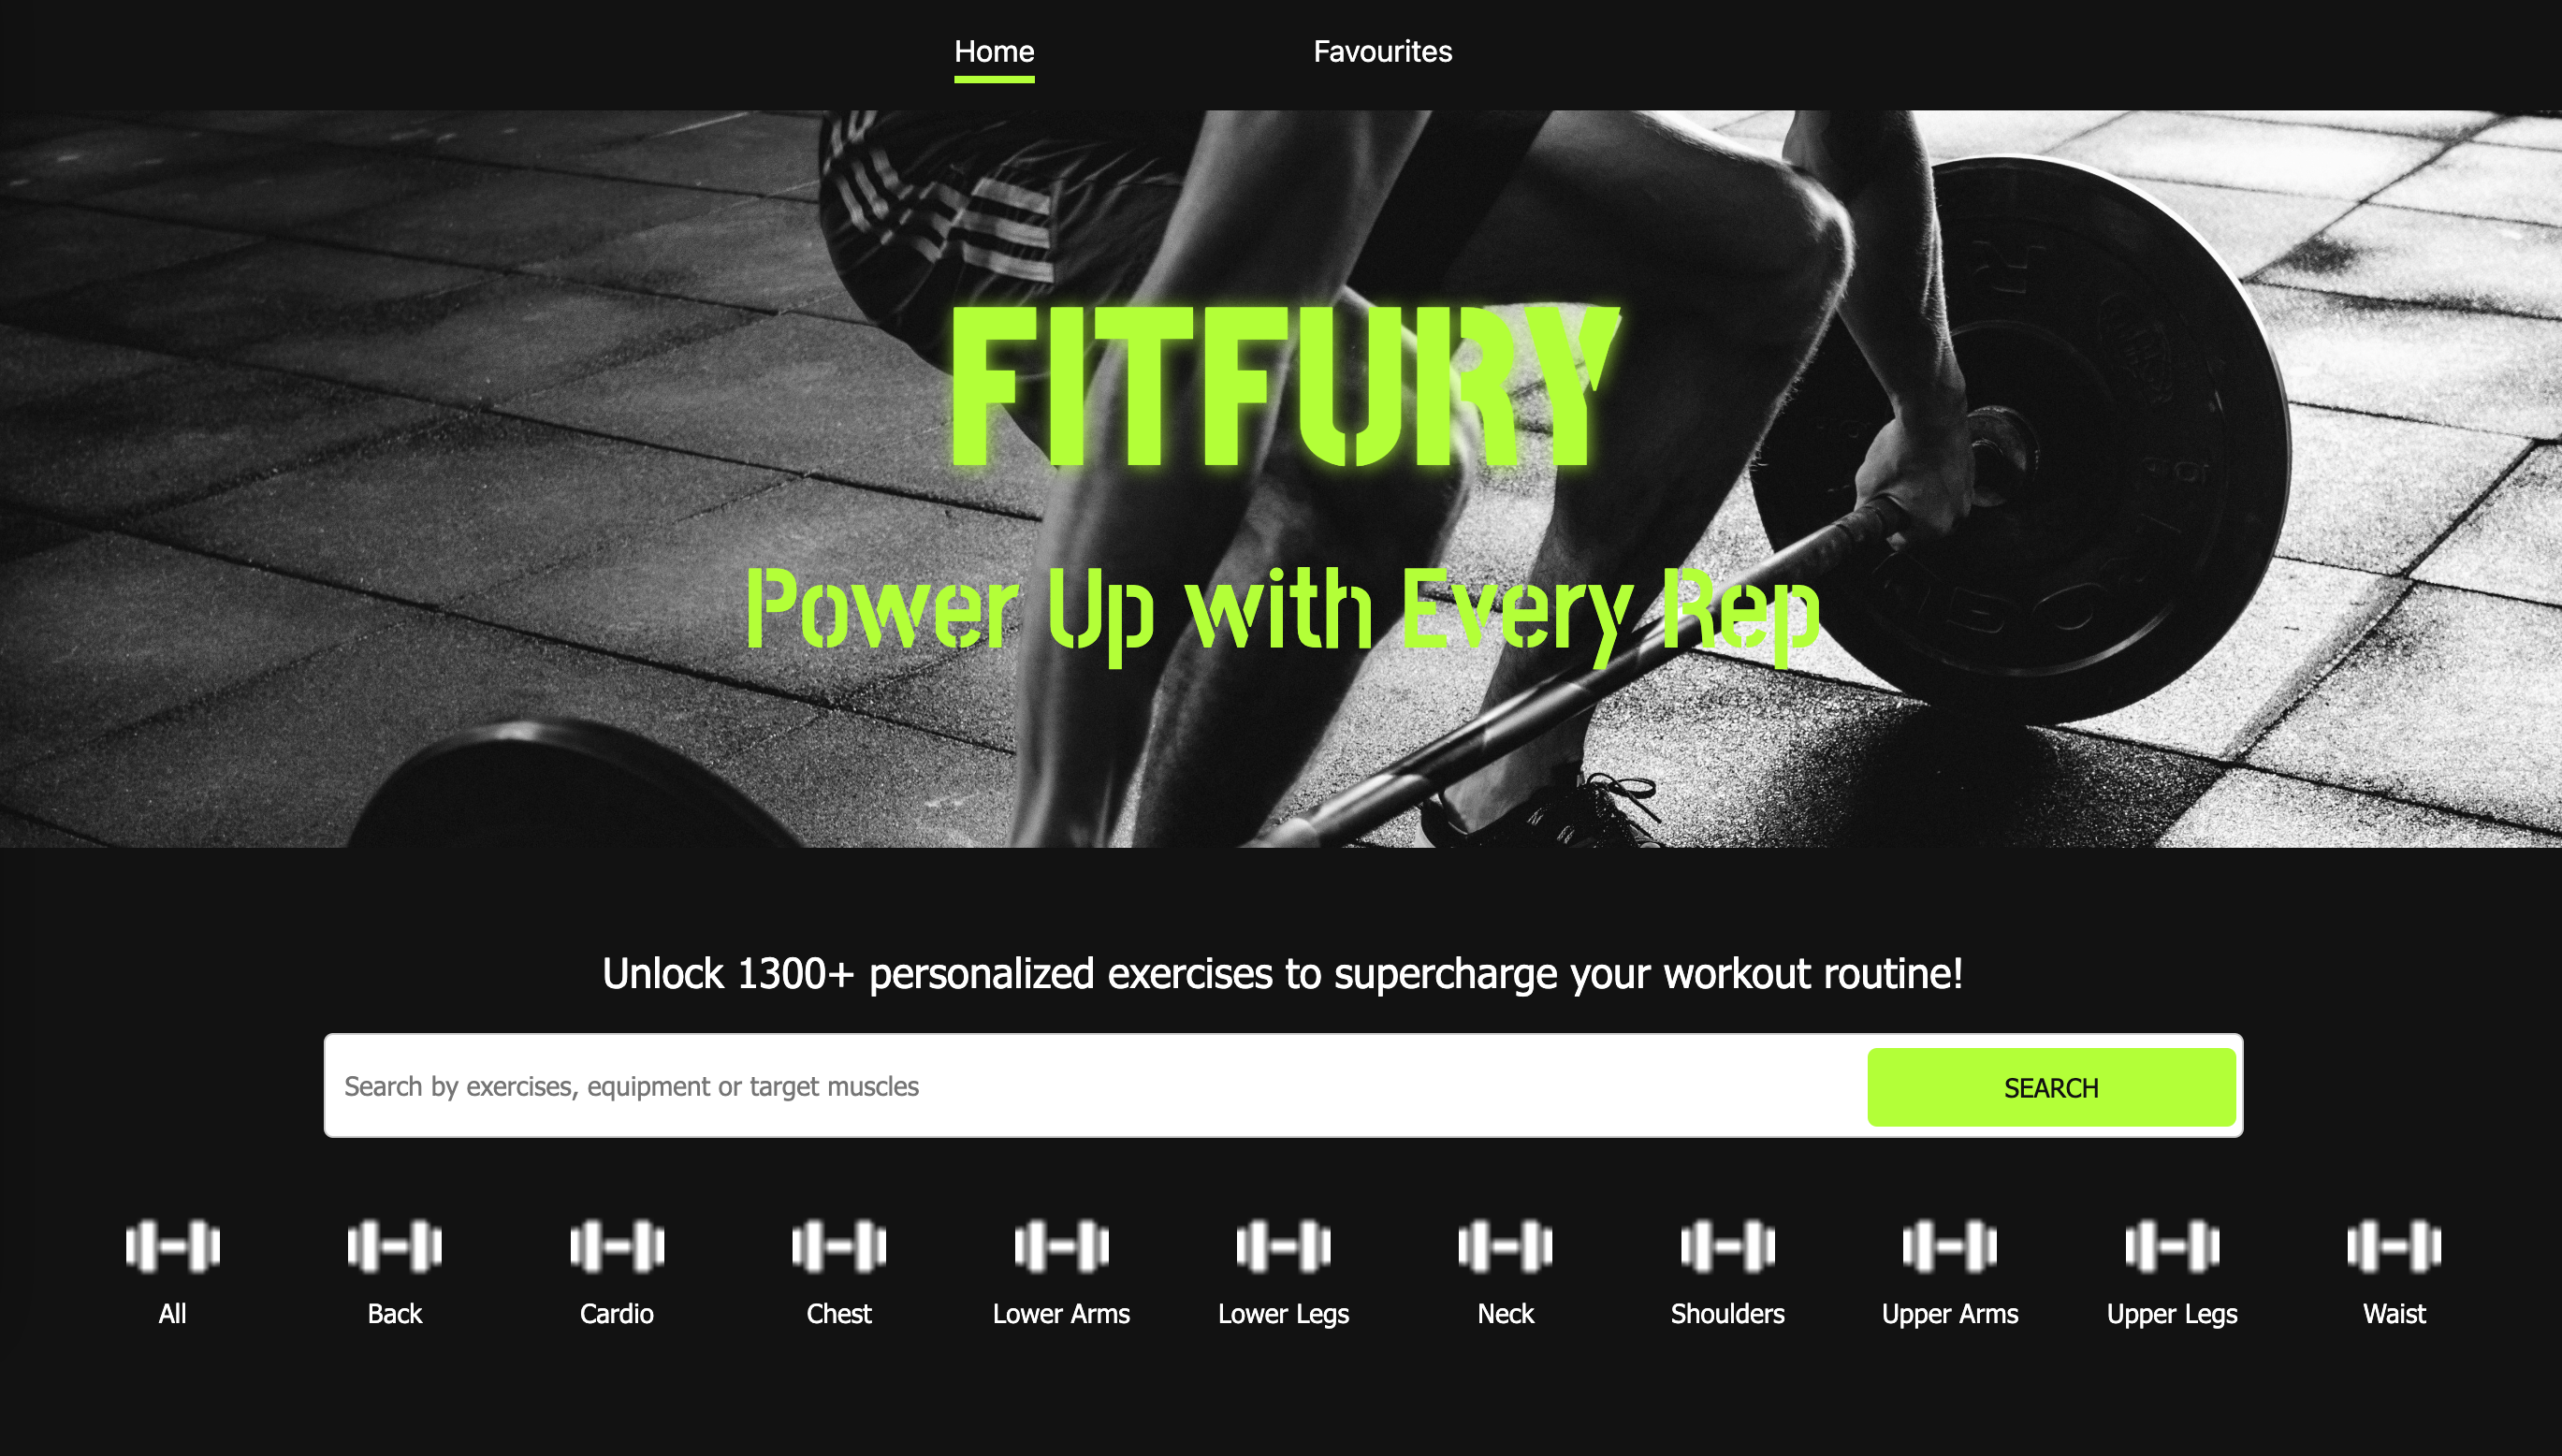 Home Favourites
FITFURY
Power Up with Every Rep
Unlock 1300+ personalized exercises to supercharge your workout routine!
Search by exercises, equipment or target muscles SEARCH
All Back Cardio Chest Lower Arms Lower Legs Neck Shoulders Upper Arms Upper Legs Waist